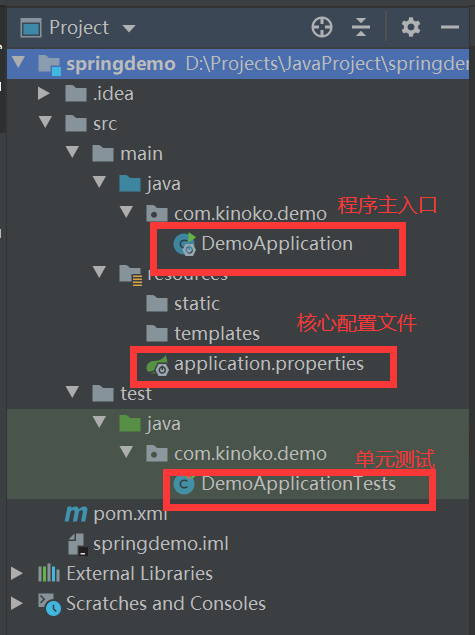 Project
springdemo D:\Projects\JavaProject\springdem
.idea
src
main
java
com.kinoko.demo 程序主入口
DemoApplication
resources
static
templates 核心配置文件
application.properties
test
java
com.kinoko.demo 单元测试
DemoApplicationTests
pom.xml
springdemo.iml
External Libraries
Scratches and Consoles